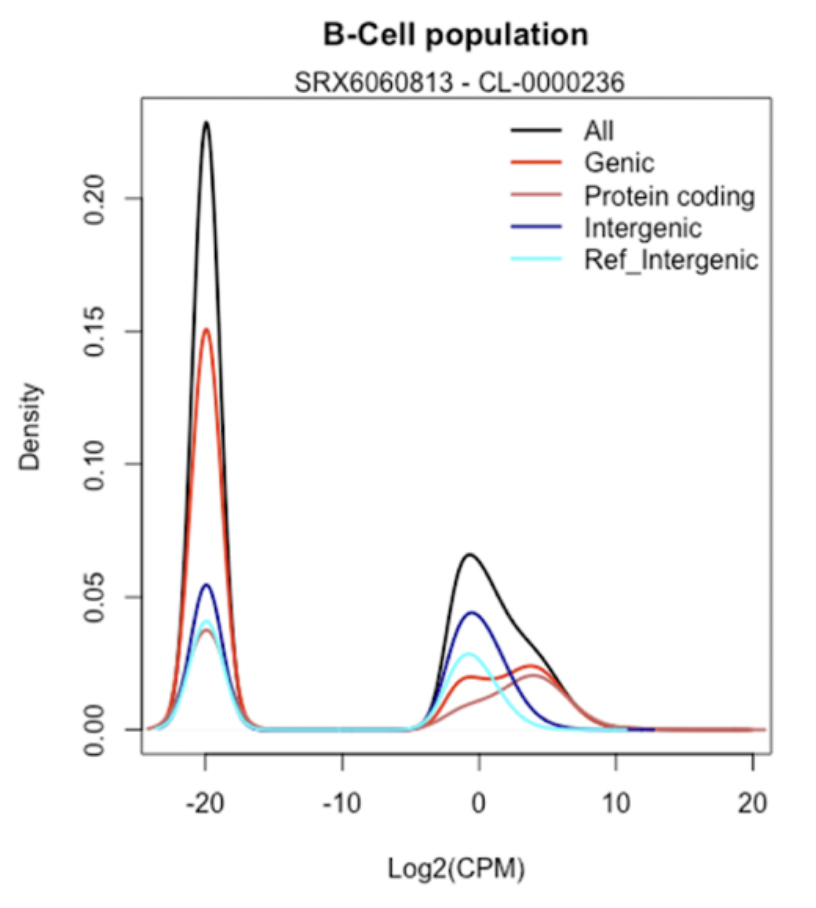 B-Cell population
SRX6060813 - CL-0000236
All
Genic
Protein coding
Intergenic
Ref_Intergenic
Density
0.20
0.15
0.10
0.05
0.00
-20
-10
0
10
20
Log2(CPM)